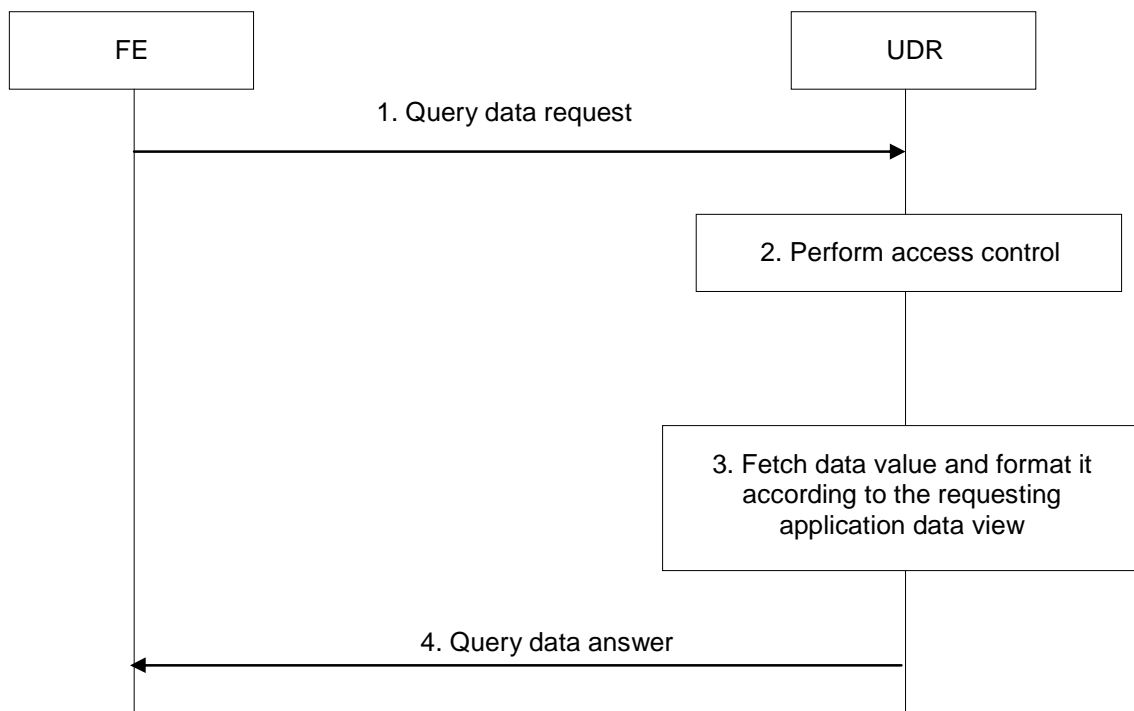 FE
UDR
1. Query data request
2. Perform access control
3. Fetch data value and format it
according to the requesting
application data view
4. Query data answer